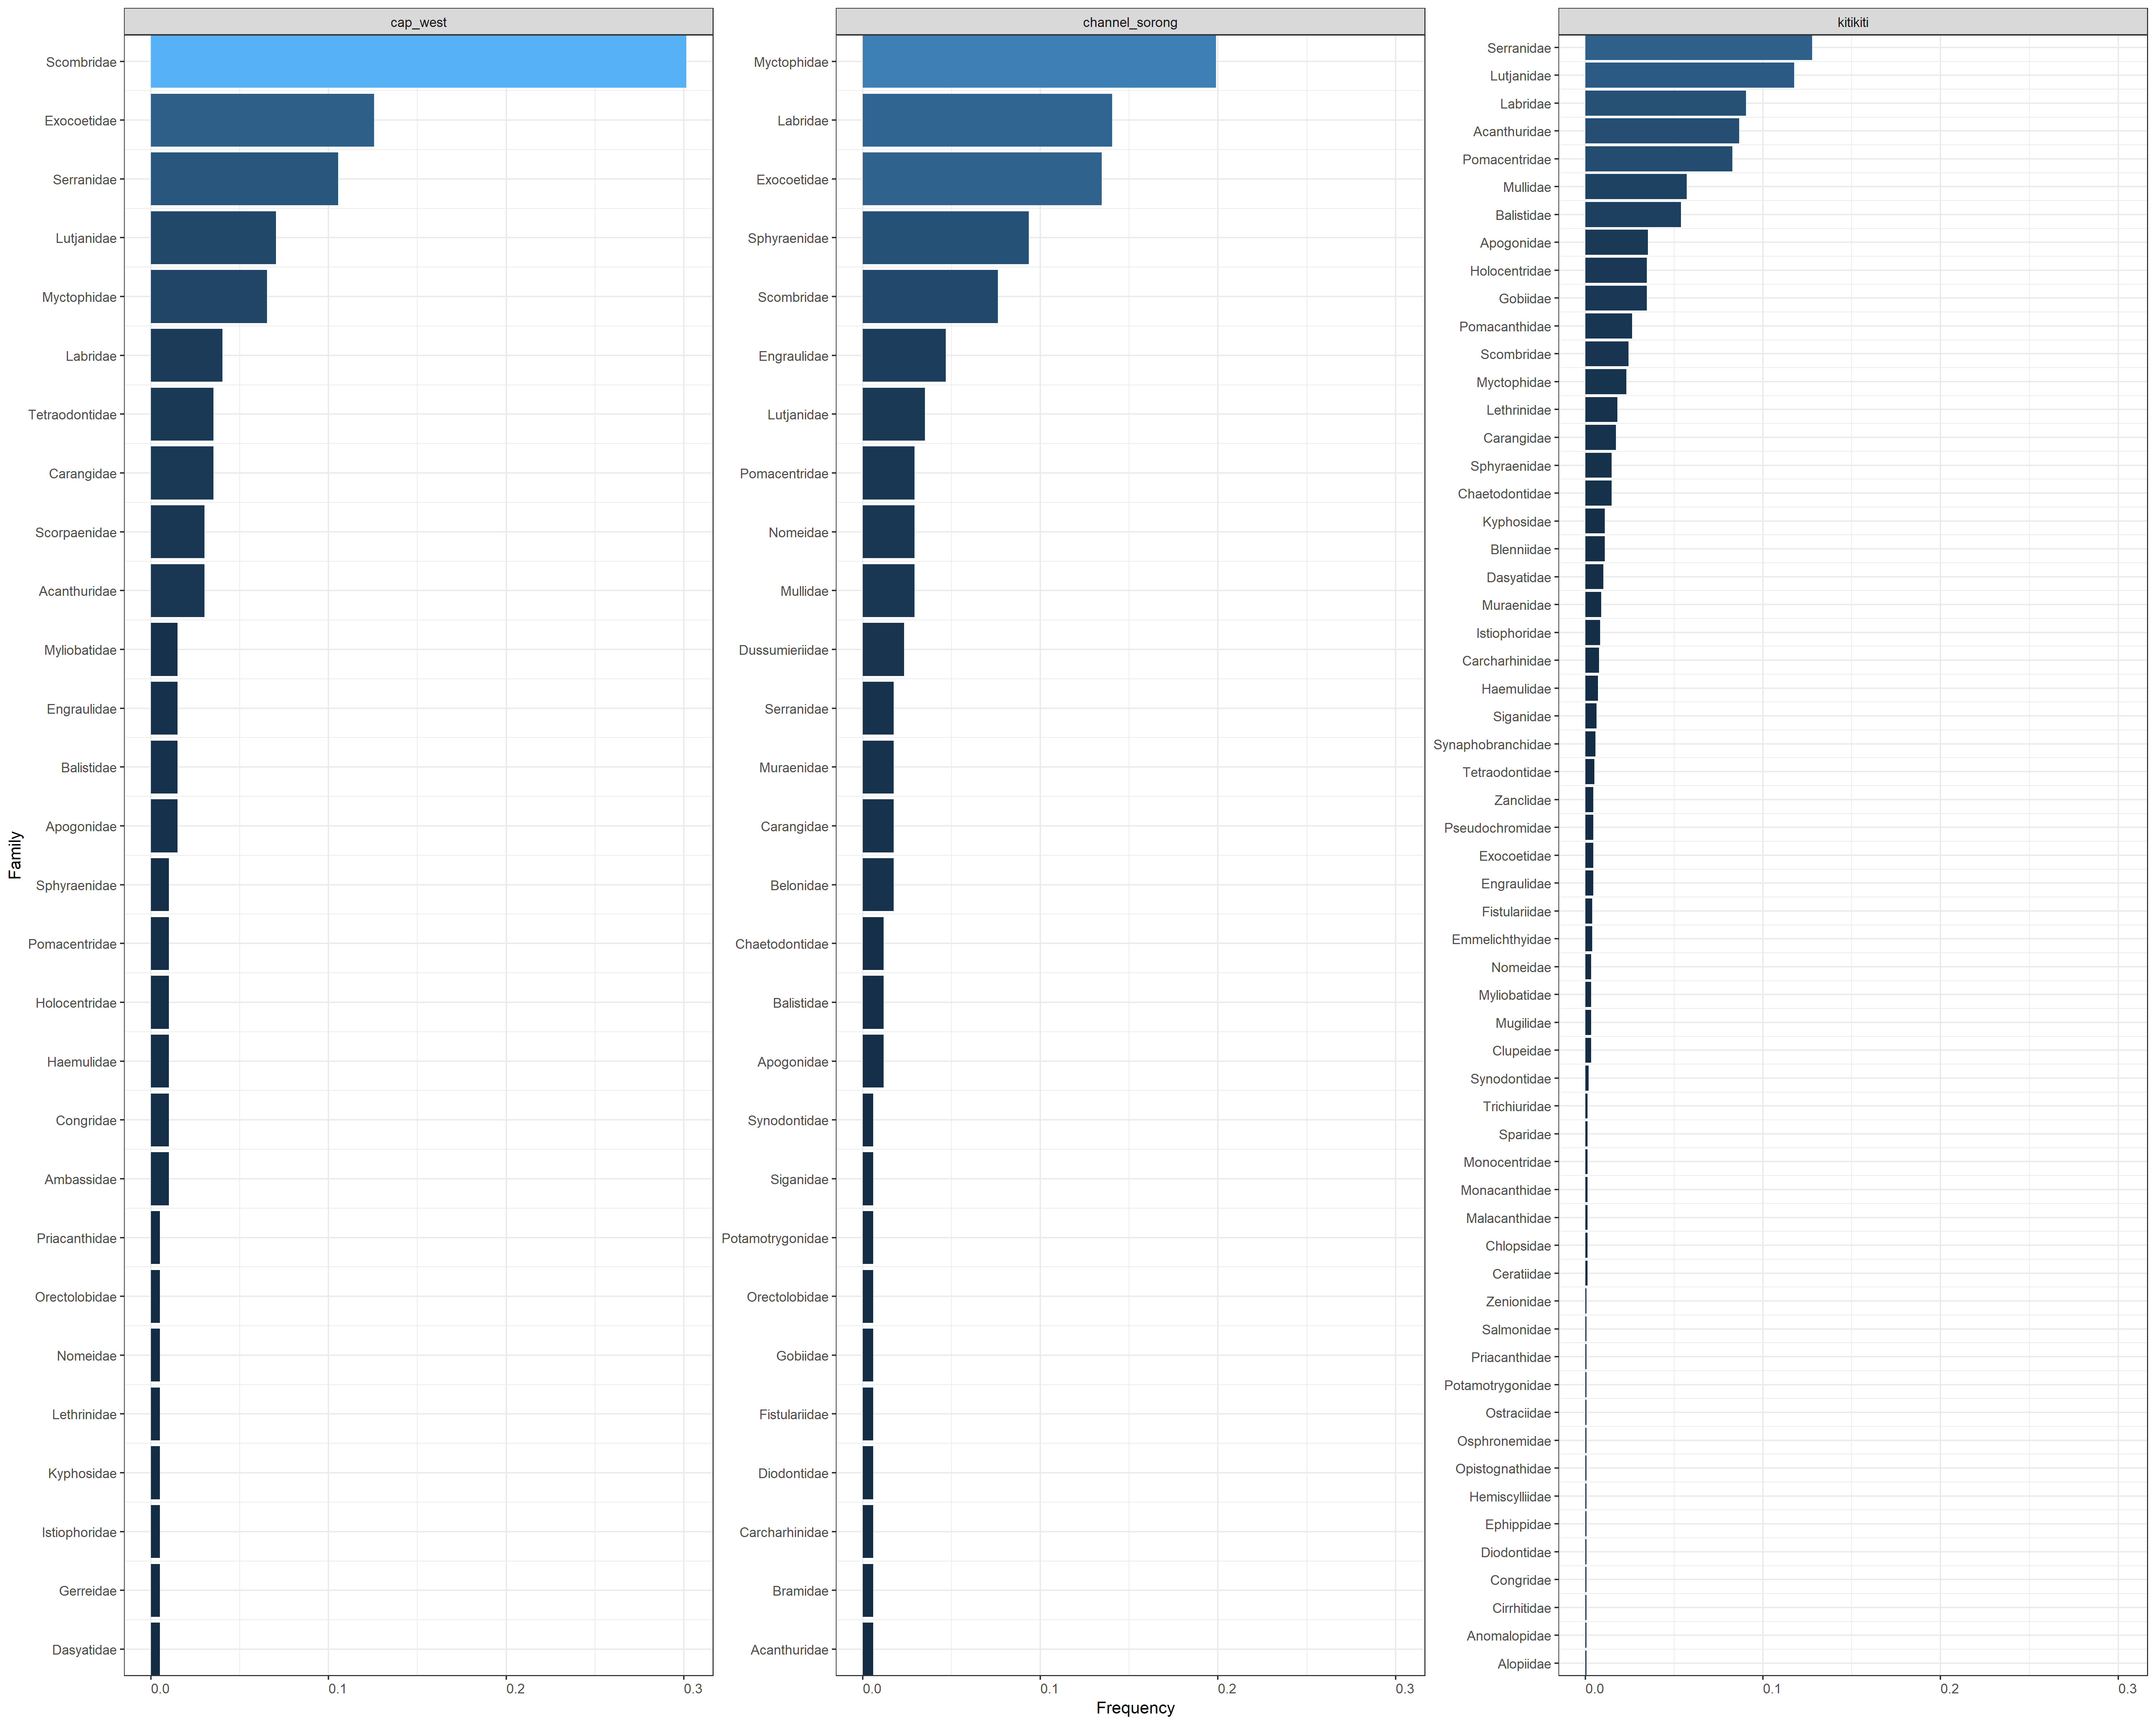 cap_west
Scombridae
Exocoetidae
Serranidae
Lutjanidae
Myctophidae
Labridae
Tetraodontidae
Carangidae
Scorpaenidae
Acanthuridae
Myliobatidae
Engraulidae
Balistidae
Apogonidae
Sphyraenidae
Pomacentridae
Holocentridae
Haemulidae
Congridae
Ambassidae
Priacanthidae
Orectolobidae
Nomeidae
Lethrinidae
Kyphosidae
Istiophoridae
Gerreidae
Dasyatidae
0.0 0.1 0.2 0.3
channel_sorong
Myctophidae
Labridae
Exocoetidae
Sphyraenidae
Scombridae
Engraulidae
Lutjanidae
Pomacentridae
Nomeidae
Mullidae
Dussumieriidae
Serranidae
Muraenidae
Carangidae
Belonidae
Chaetodontidae
Balistidae
Apogonidae
Synodontidae
Siganidae
Potamotrygonidae
Orectolobidae
Gobiidae
Fistulariidae
Diodontidae
Carcharhinidae
Bramidae
Acanthuridae
0.0 0.1 0.2 0.3
kitikiti
Serranidae
Lutjanidae
Labridae
Acanthuridae
Pomacentridae
Mullidae
Balistidae
Apogonidae
Holocentridae
Gobiidae
Pomacanthidae
Scombridae
Myctophidae
Lethrinidae
Carangidae
Sphyraenidae
Chaetodontidae
Kyphosidae
Blenniidae
Dasyatidae
Muraenidae
Istiophoridae
Carcharhinidae
Haemulidae
Siganidae
Synaphobranchidae
Tetraodontidae
Zanclidae
Pseudochromidae
Exocoetidae
Engraulidae
Fistulariidae
Emmelichthyidae
Nomeidae
Myliobatidae
Mugilidae
Clupeidae
Synodontidae
Trichiuridae
Sparidae
Monocentridae
Monacanthidae
Malacanthidae
Chlopsidae
Ceratiidae
Zenionidae
Salmonidae
Priacanthidae
Potamotrygonidae
Ostraciidae
Osphronemidae
Opistognathidae
Hemiscylliidae
Ephippidae
Diodontidae
Congridae
Cirrhitidae
Anomalopidae
Alopiidae
0.0 0.1 0.2 0.3
Family
Frequency